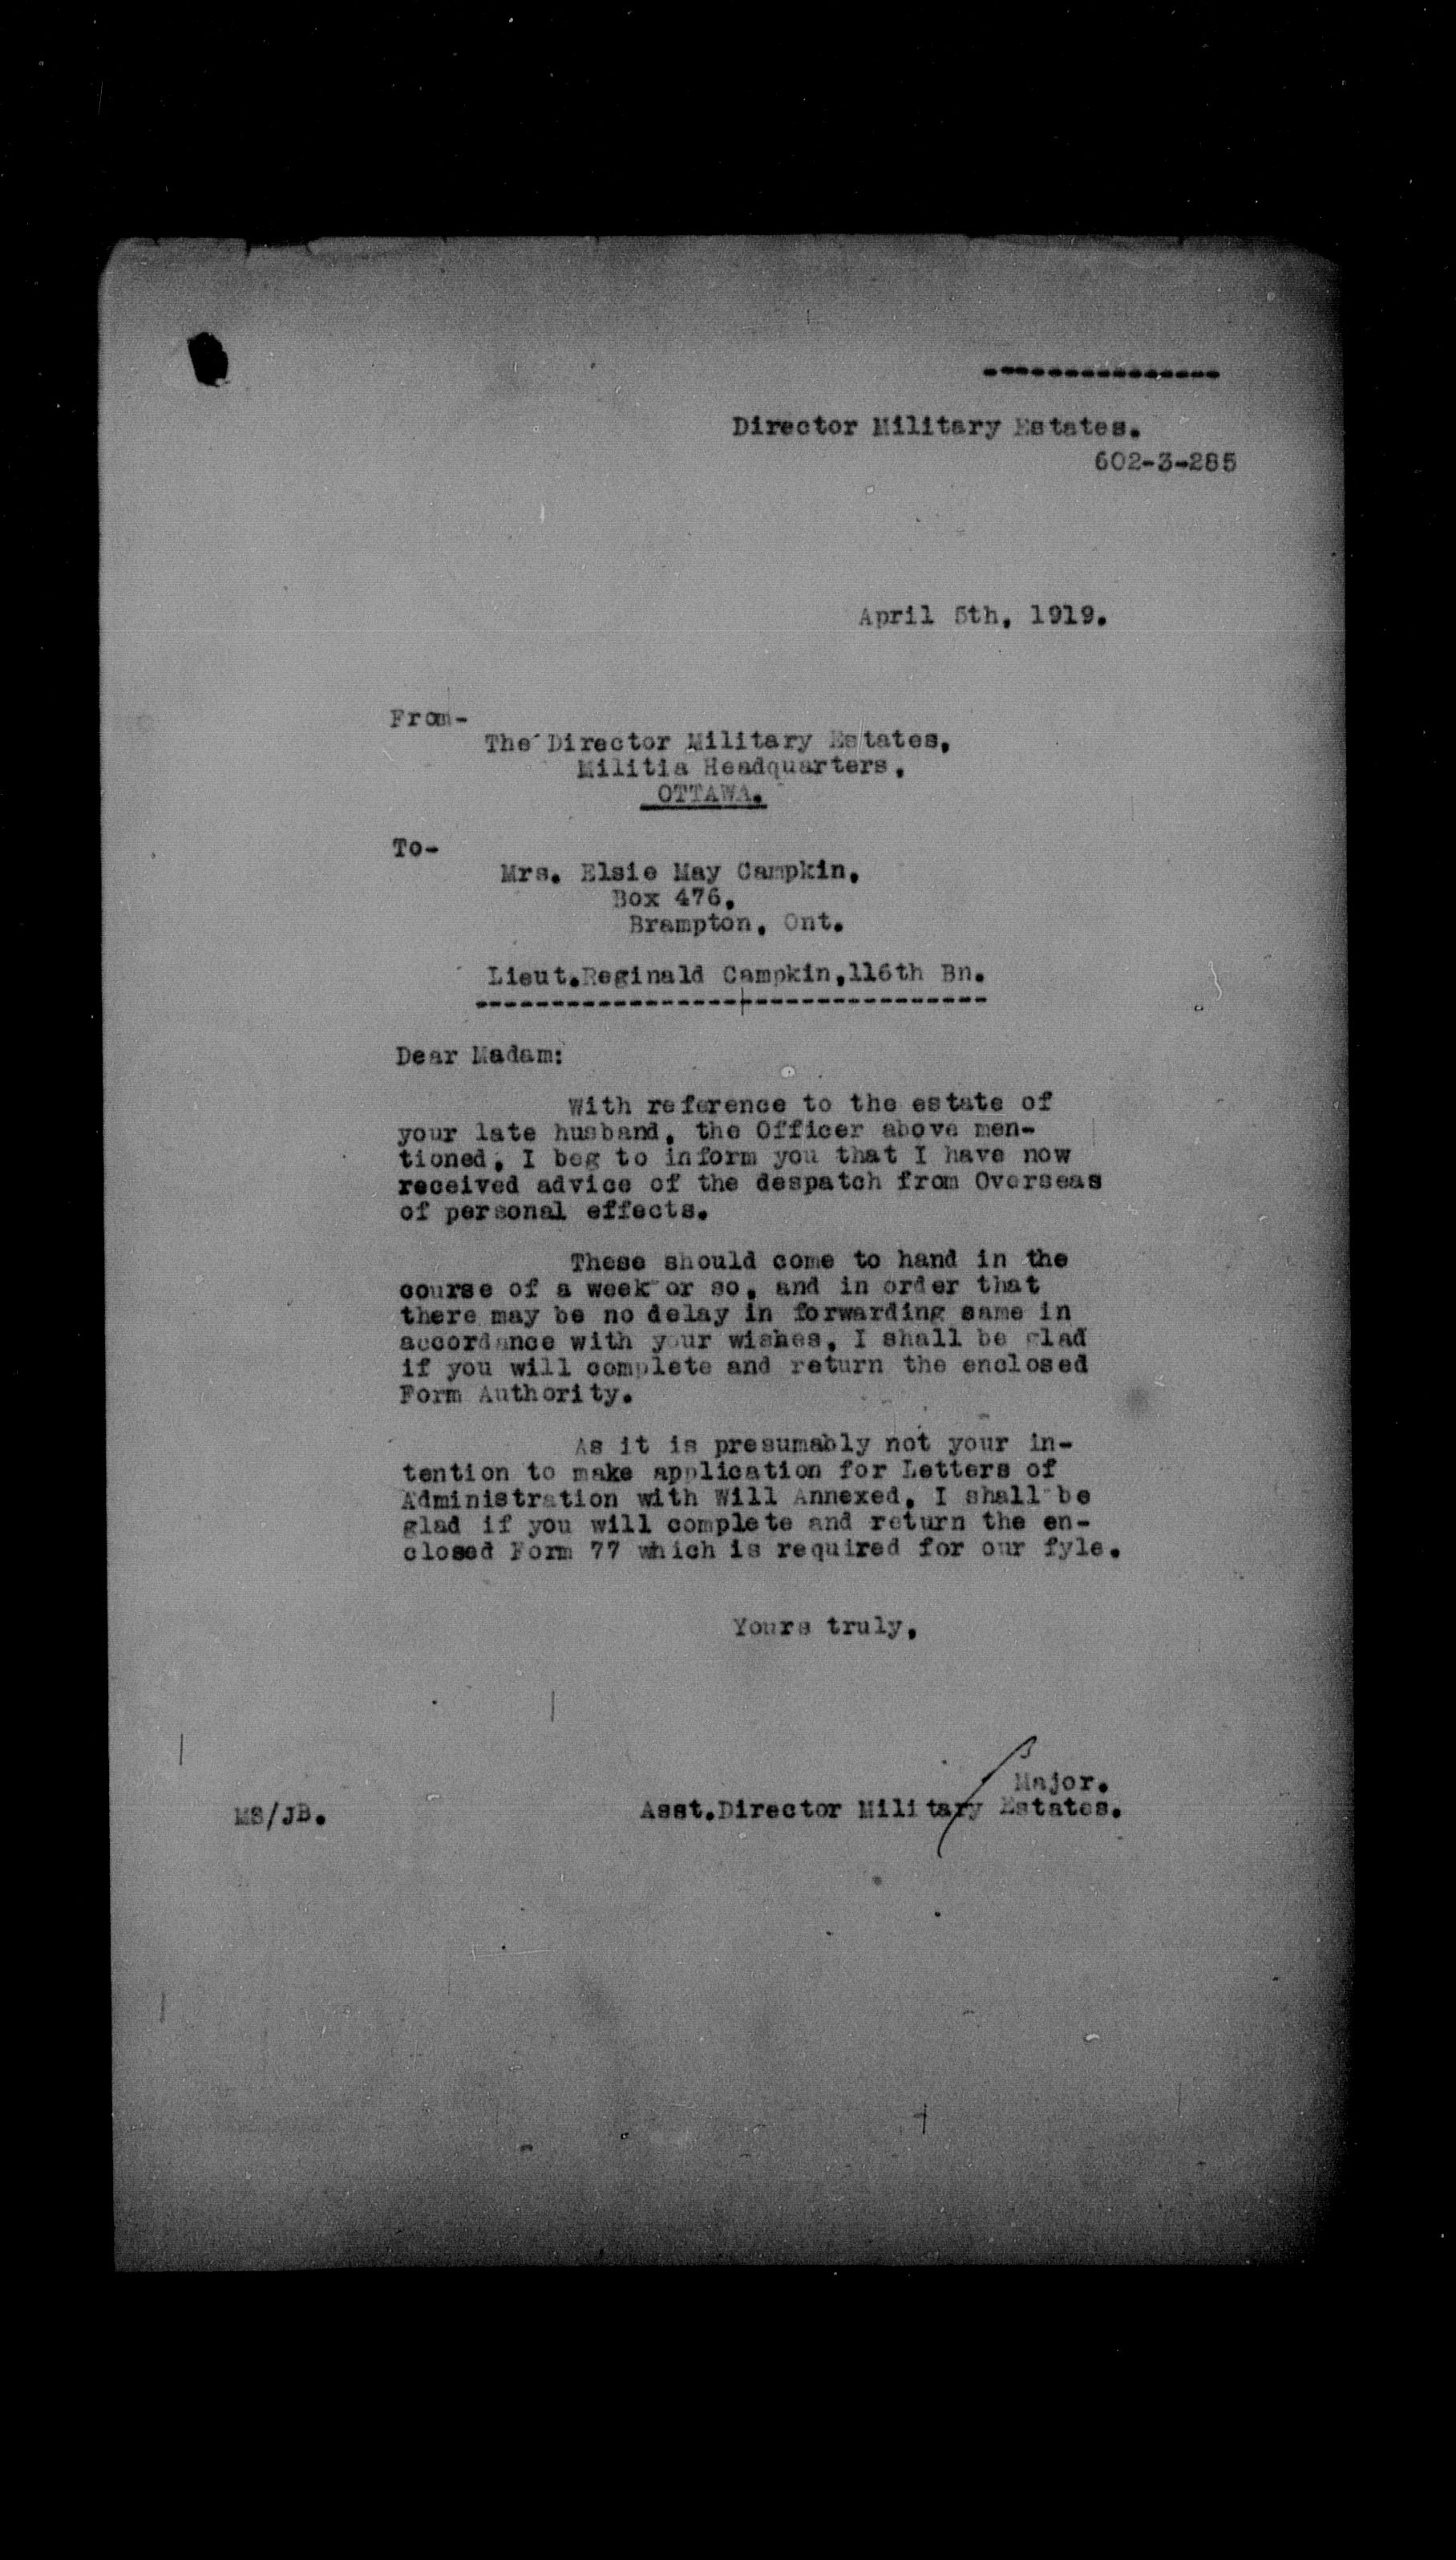 Director Military Estates.
602-3-285
April 5th, 1919.
From-
The Director Military Estates,
Militia Headquarters,
OTTAWA.
To-
Mrs. Elsie May Campkin,
Box 476,
Brampton, Ont.
Lieut.Reginald Campkin,116th Bn.
Dear Madam:
With reference to the estate of
your late husband, the Officer above men-
tioned, I beg to inform you that I have now
received advice of the despatch from Overseas
of personal effects.
These should come to hand in the
course of a week or so, and in order that
there may be no delay in forwarding same in
accordance with your wishes, I shall be glad
if you will complete and return the enclosed
Form Authority.
As it is presumably not your in-
tention to make application for Letters of
Administration with Will Annexed, I shall be
glad if you will complete and return the en-
closed Form 77 which is required for our fyle.
Yours truly,
Major.
Asst.Director Military Estates.
MS/JB.